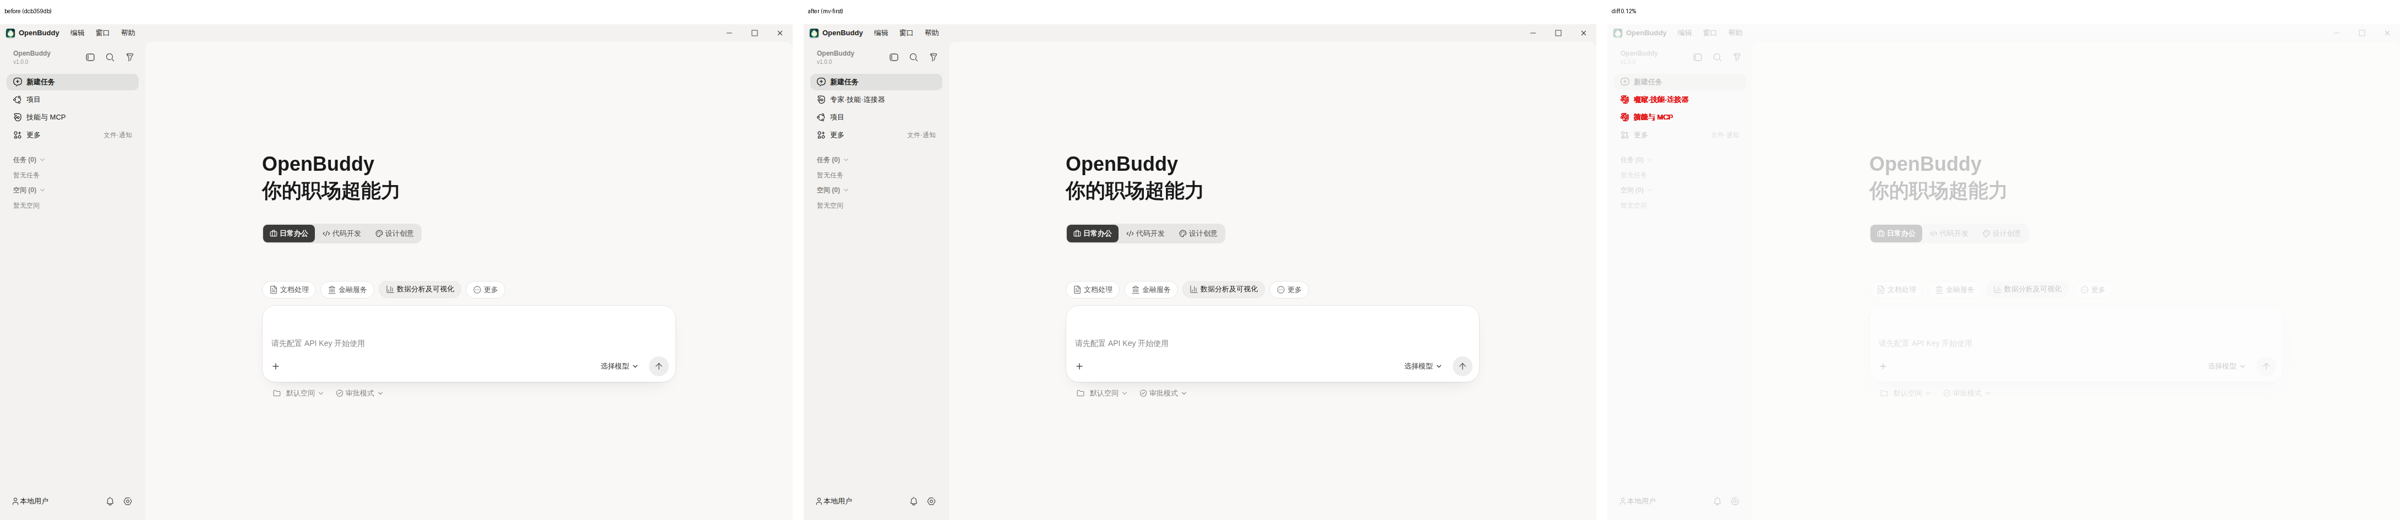 before (dcb359db)
OpenBuddy 编辑 窗口 帮助
OpenBuddy
v1.0.0
新建任务
项目
技能与 MCP
更多 文件·通知
任务 (0)
暂无任务
空间 (0)
暂无空间
OpenBuddy
你的职场超能力
日常办公 代码开发 设计创意
文档处理 金融服务 数据分析及可视化 更多
请先配置 API Key 开始使用
选择模型
默认空间 审批模式
本地用户
after (mv-first)
OpenBuddy 编辑 窗口 帮助
OpenBuddy
v1.0.0
新建任务
专家·技能·连接器
项目
更多 文件·通知
任务 (0)
暂无任务
空间 (0)
暂无空间
OpenBuddy
你的职场超能力
日常办公 代码开发 设计创意
文档处理 金融服务 数据分析及可视化 更多
请先配置 API Key 开始使用
选择模型
默认空间 审批模式
本地用户
diff 0.12%
OpenBuddy 编辑 窗口 帮助
OpenBuddy
v1.0.0
新建任务
技能·连接器
与 MCP
更多 文件·通知
任务 (0)
暂无任务
空间 (0)
暂无空间
OpenBuddy
你的职场超能力
日常办公 代码开发 设计创意
文档处理 金融服务 数据分析及可视化 更多
请先配置 API Key 开始使用
选择模型
默认空间 审批模式
本地用户